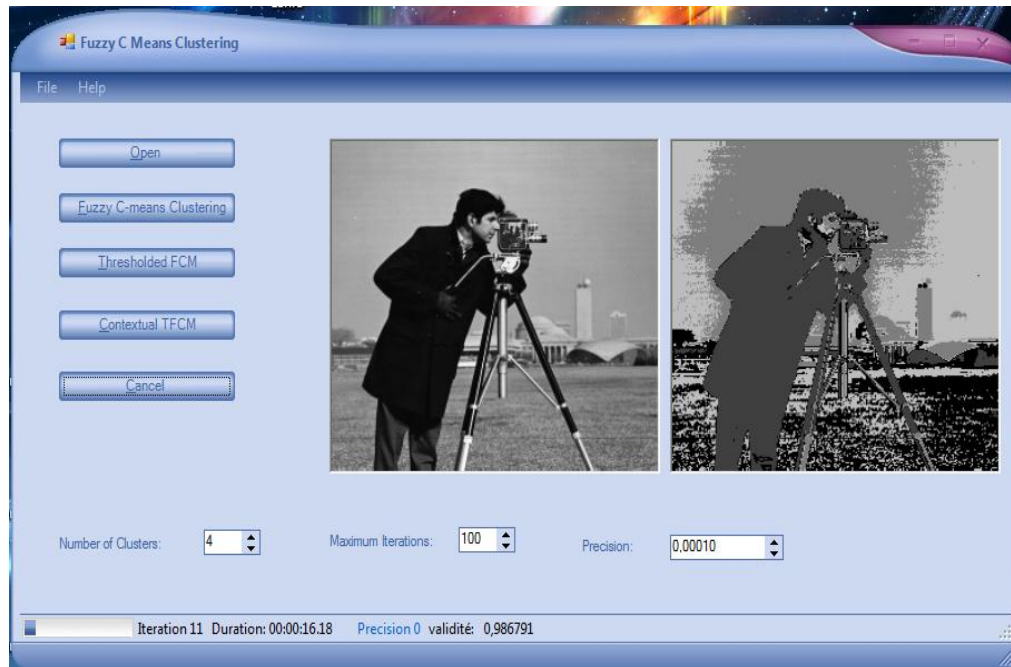 Fuzzy C Means Clustering
File Help
Open
Fuzzy C-means Clustering
Thresholded FCM
Contextual TFCM
Cancel
Number of Clusters: 4 Maximum Iterations: 100 Precision: 0,00010
Iteration 11 Duration: 00:00:16.18 Precision 0 validité: 0,986791